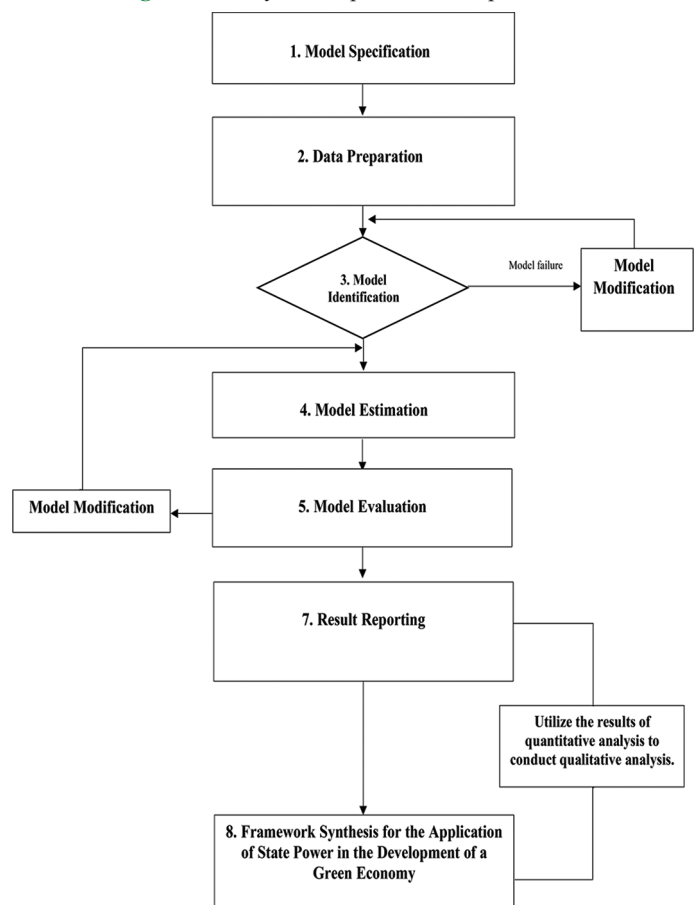 1. Model Specification
2. Data Preparation
3. Model
Identification
Model failure
Model
Modification
4. Model Estimation
Model Modification
5. Model Evaluation
7. Result Reporting
Utilize the results of
quantitative analysis to
conduct qualitative analysis.
8. Framework Synthesis for the Application
of State Power in the Development of a
Green Economy